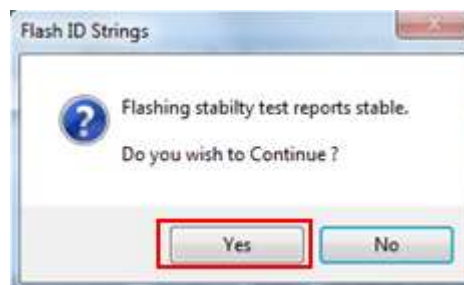 Flash ID Strings
Flashing stabilty test reports stable.
Do you wish to Continue ?
Yes
No